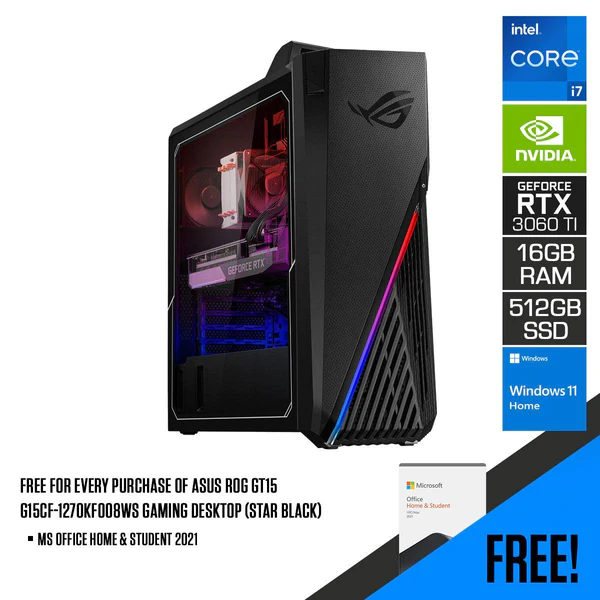 intel
CORE
i7
NVIDIA.
GEFORCE
RTX
3060 TI
16GB
RAM
512GB
SSD
Windows
Windows 11
Home
GEFORCE RTX
FREE FOR EVERY PURCHASE OF ASUS ROG GT15
G15CF-1270KF008WS GAMING DESKTOP (STAR BLACK)
▪ MS OFFICE HOME & STUDENT 2021
Microsoft
Office
Home & Student
2021
FREE!